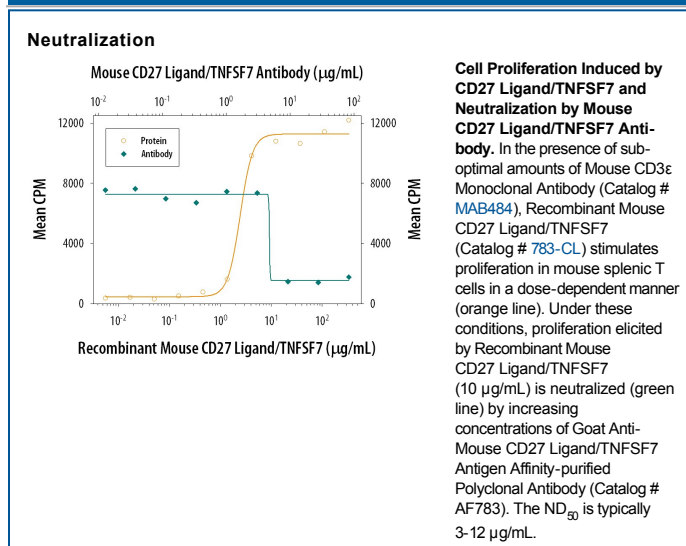 Neutralization
Mouse CD27 Ligand/TNFSF7 Antibody (μg/mL)
10-2 10-1 100 101 102
12000 12000
Protein
Antibody
8000 8000
Mean CPM Mean CPM
4000 4000
0 0
10-2 10-1 100 101 102
Recombinant Mouse CD27 Ligand/TNFSF7 (μg/mL)
Cell Proliferation Induced by
CD27 Ligand/TNFSF7 and
Neutralization by Mouse
CD27 Ligand/TNFSF7 Anti-
body. In the presence of sub-
optimal amounts of Mouse CD3ε
Monoclonal Antibody (Catalog #
MAB484), Recombinant Mouse
CD27 Ligand/TNFSF7
(Catalog # 783-CL) stimulates
proliferation in mouse splenic T
cells in a dose-dependent manner
(orange line). Under these
conditions, proliferation elicited
by Recombinant Mouse
CD27 Ligand/TNFSF7
(10 µg/mL) is neutralized (green
line) by increasing
concentrations of Goat Anti-
Mouse CD27 Ligand/TNFSF7
Antigen Affinity-purified
Polyclonal Antibody (Catalog #
AF783). The ND50 is typically
3-12 µg/mL.